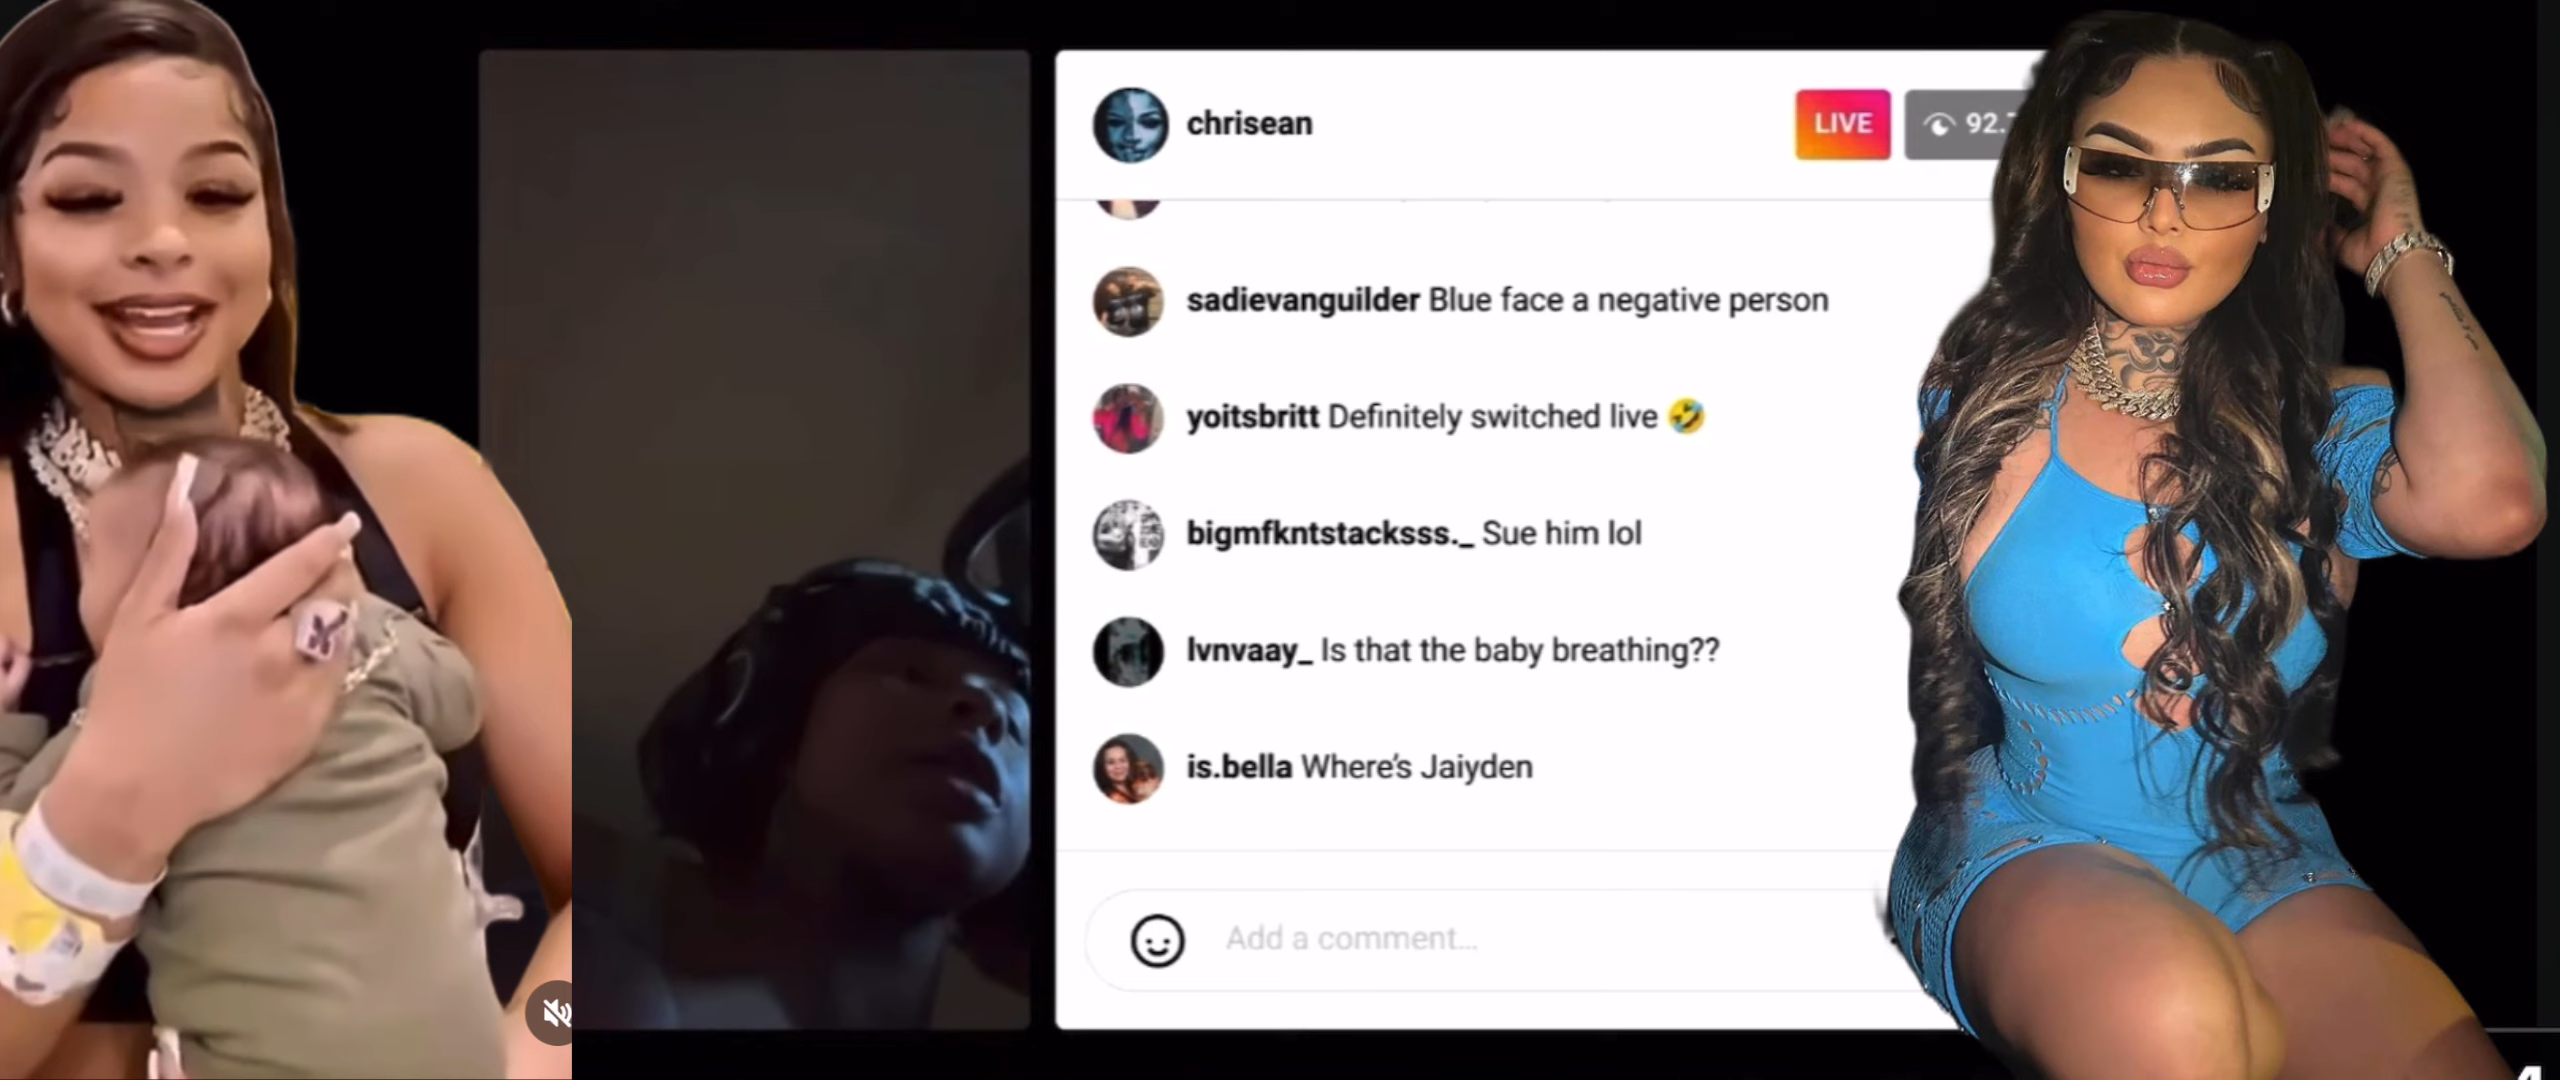 chrisean
LIVE
92.
sadievanguilder Blue face a negative person
yoitsbritt Definitely switched live 🤣
bigmfkntstacksss._ Sue him lol
lvnvaay_ Is that the baby breathing??
is.bella Where's Jaiyden
Add a comment...